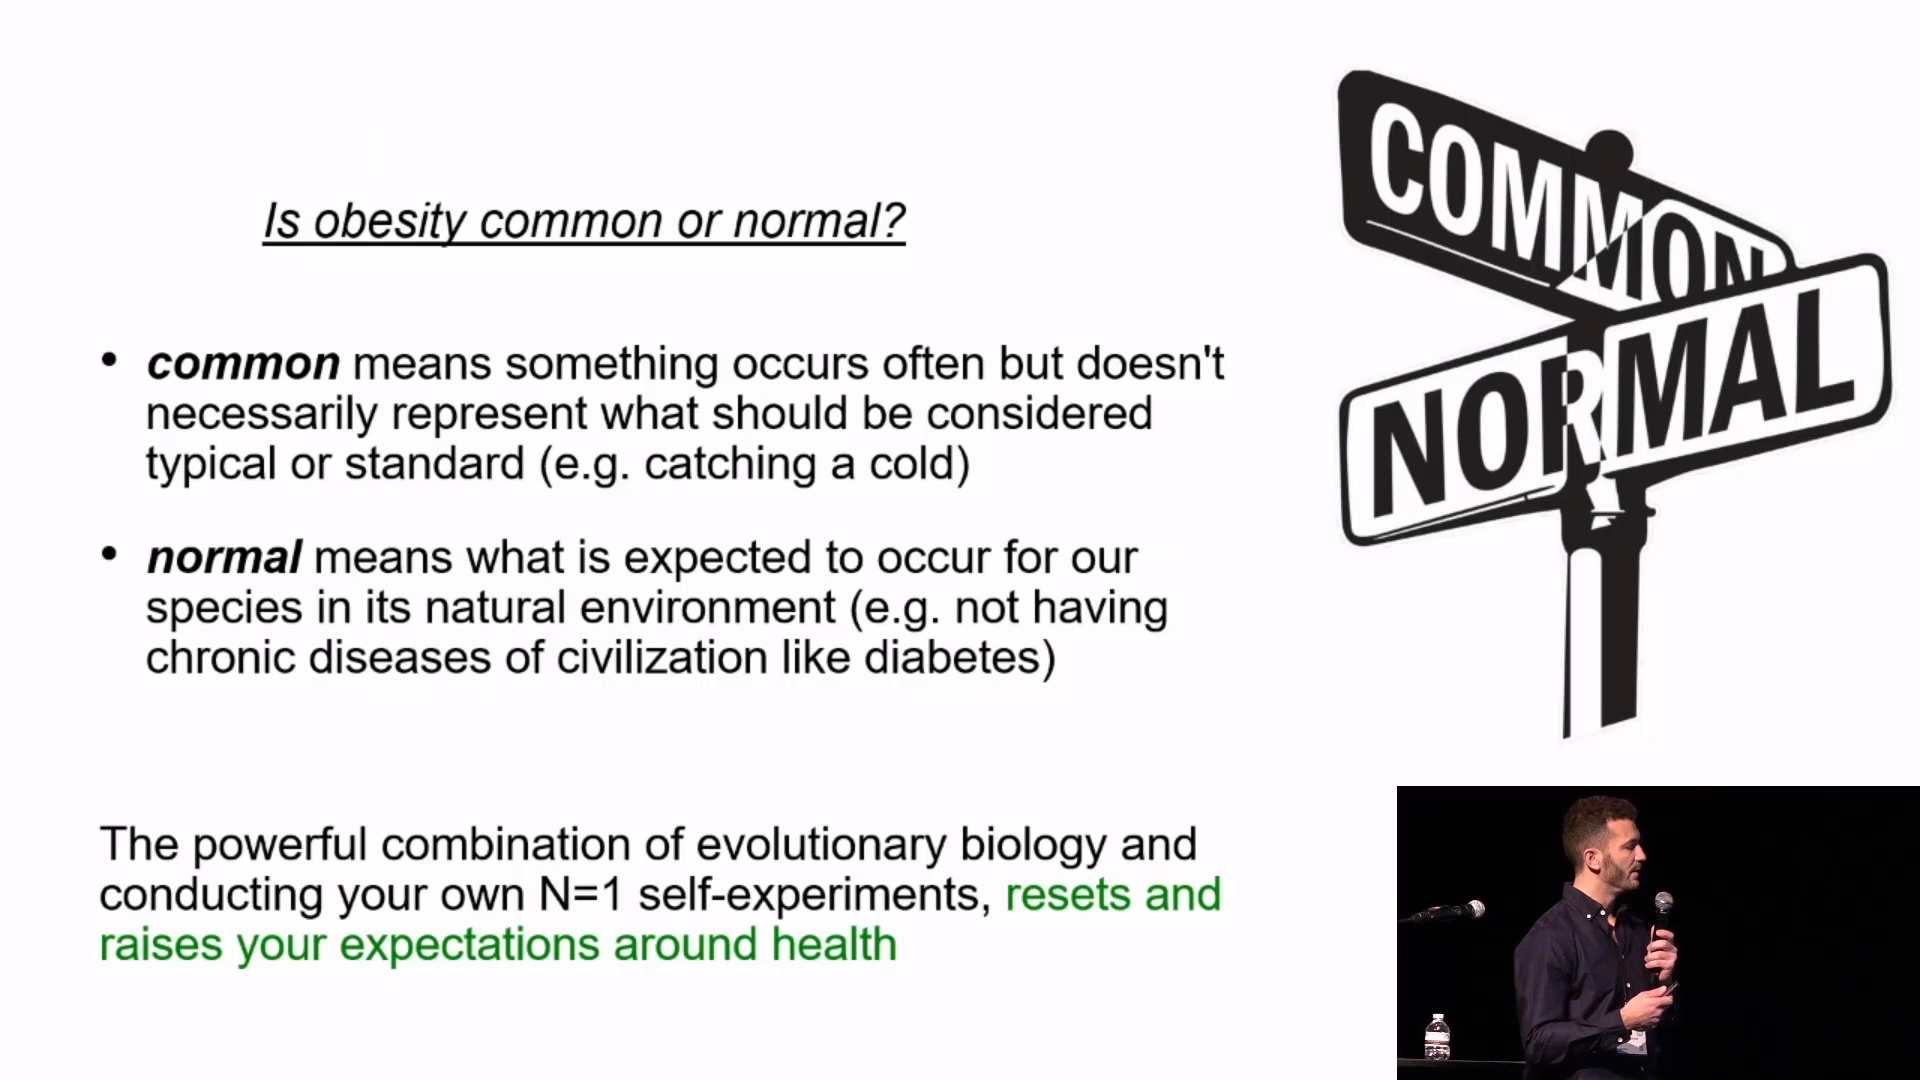 COMMON
Is obesity common or normal?
NORMAL
• common means something occurs often but doesn't
necessarily represent what should be considered
typical or standard (e.g. catching a cold)
• normal means what is expected to occur for our
species in its natural environment (e.g. not having
chronic diseases of civilization like diabetes)
The powerful combination of evolutionary biology and
conducting your own N=1 self-experiments, resets and
raises your expectations around health